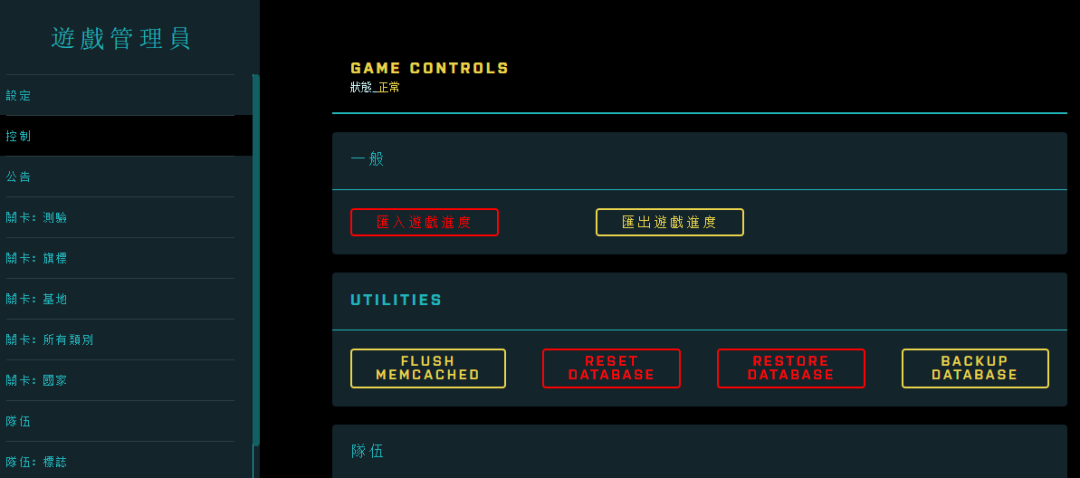 遊戲管理員
設定
控制
公告
關卡: 測驗
關卡: 旗標
關卡: 基地
關卡: 所有類別
關卡: 國家
隊伍
隊伍: 標誌
GAME CONTROLS
狀態_正常
一般
匯入遊戲進度
匯出遊戲進度
UTILITIES
FLUSH
MEMCACHED
RESET
DATABASE
RESTORE
DATABASE
BACKUP
DATABASE
隊伍